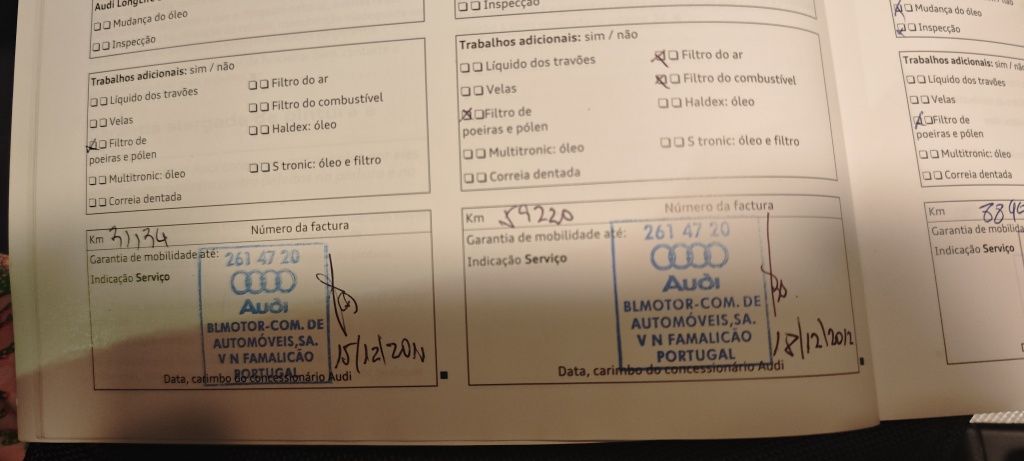 Audi LongLife
Mudança do óleo
Inspecção
Trabalhos adicionais: sim / não
Líquido dos travões
Velas
Filtro de
poeiras e pólen
Multitronic: óleo
Correia dentada
Filtro do ar
Filtro do combustível
Haldex: óleo
S tronic: óleo e filtro
Km 31134
Número da factura
Garantia de mobilidade até:
Indicação Serviço
261 47 20
Audi
BLMOTOR-COM. DE
AUTOMÓVEIS,SA.
V N FAMALICÃO
PORTUGAL
15/12/20
Data, carimbo do concessionário Audi
Inspecção
Trabalhos adicionais: sim / não
Líquido dos travões
Velas
Filtro de
poeiras e pólen
Multitronic: óleo
Correia dentada
Filtro do ar
Filtro do combustível
Haldex: óleo
S tronic: óleo e filtro
Km 59220
Número da factura
Garantia de mobilidade até:
Indicação Serviço
261 47 20
Audi
BLMOTOR-COM. DE
AUTOMÓVEIS,SA.
V N FAMALICÃO
PORTUGAL
18/12/2012
Data, carimbo do concessionário Audi
Mudança do óleo
Inspecção
Trabalhos adicionais: sim / não
Líquido dos travões
Velas
Filtro de
poeiras e pólen
Multitronic: óleo
Correia dentada
Km
Garantia de mobilida
Indicação Serviço